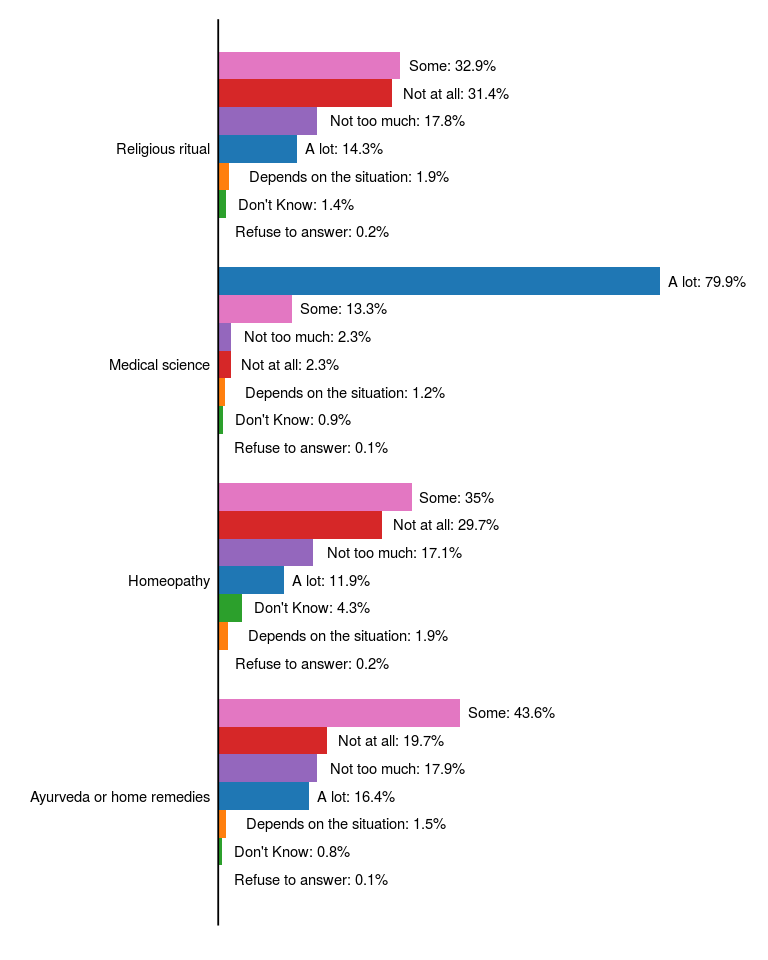 Some: 32.9%
Not at all: 31.4%
Not too much: 17.8%
Religious ritual
A lot: 14.3%
Depends on the situation: 1.9%
Don't Know: 1.4%
Refuse to answer: 0.2%
A lot: 79.9%
Some: 13.3%
Not too much: 2.3%
Medical science
Not at all: 2.3%
Depends on the situation: 1.2%
Don't Know: 0.9%
Refuse to answer: 0.1%
Some: 35%
Not at all: 29.7%
Not too much: 17.1%
Homeopathy
A lot: 11.9%
Don't Know: 4.3%
Depends on the situation: 1.9%
Refuse to answer: 0.2%
Some: 43.6%
Not at all: 19.7%
Not too much: 17.9%
Ayurveda or home remedies
A lot: 16.4%
Depends on the situation: 1.5%
Don't Know: 0.8%
Refuse to answer: 0.1%